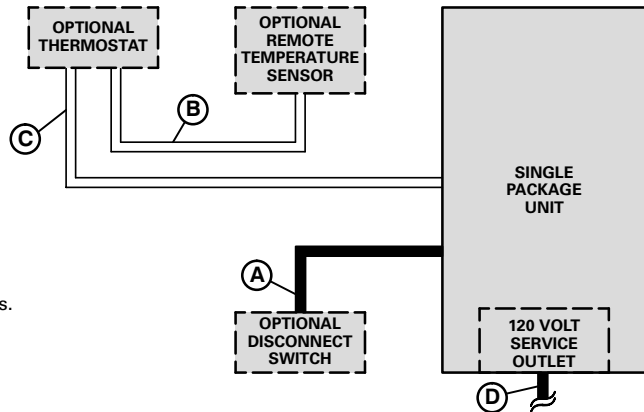 OPTIONAL
THERMOSTAT
OPTIONAL
REMOTE
TEMPERATURE
SENSOR
B
C
SINGLE
PACKAGE
UNIT
A
s.
OPTIONAL
DISCONNECT
SWITCH
120 VOLT
SERVICE
OUTLET
D